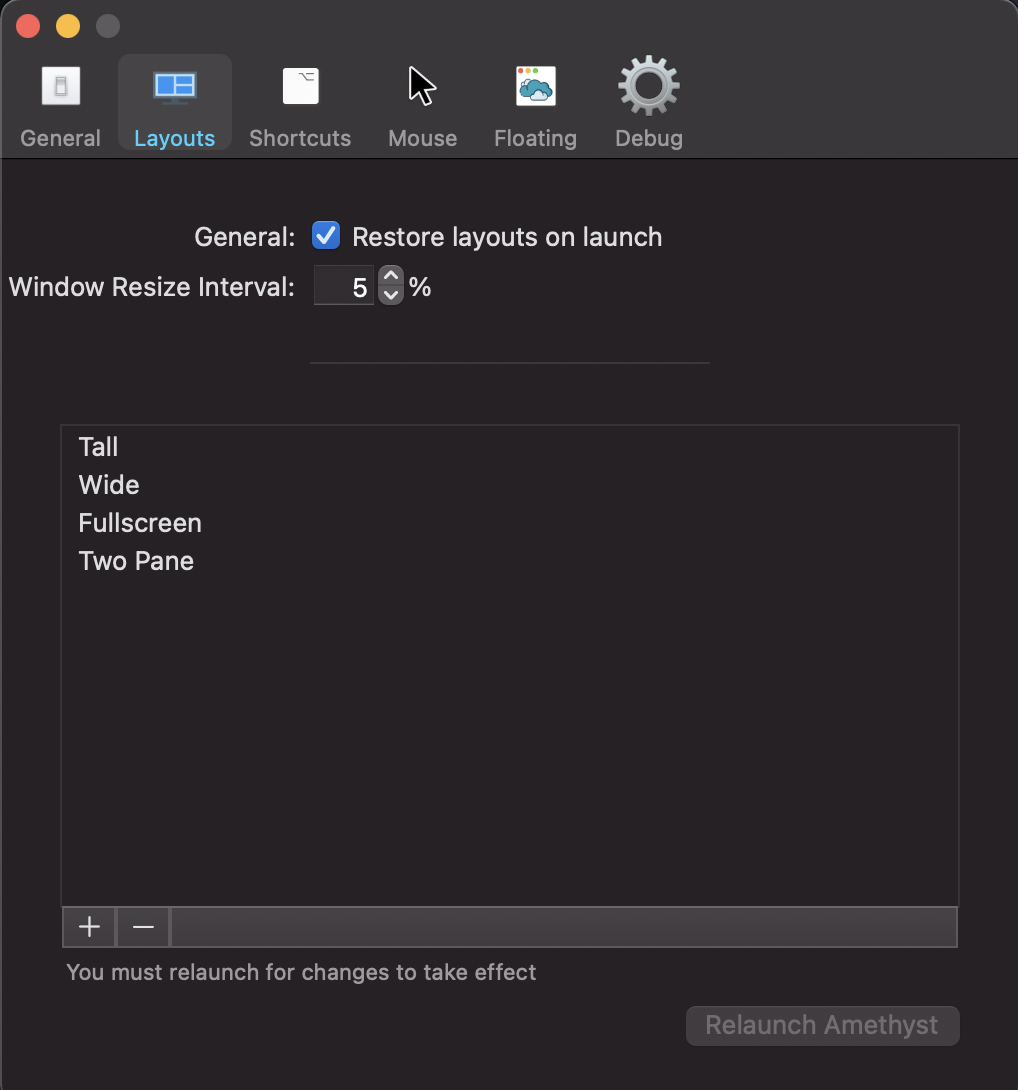 General Layouts Shortcuts Mouse Floating Debug
General: Restore layouts on launch
Window Resize Interval: 5 %
Tall
Wide
Fullscreen
Two Pane
You must relaunch for changes to take effect
Relaunch Amethyst